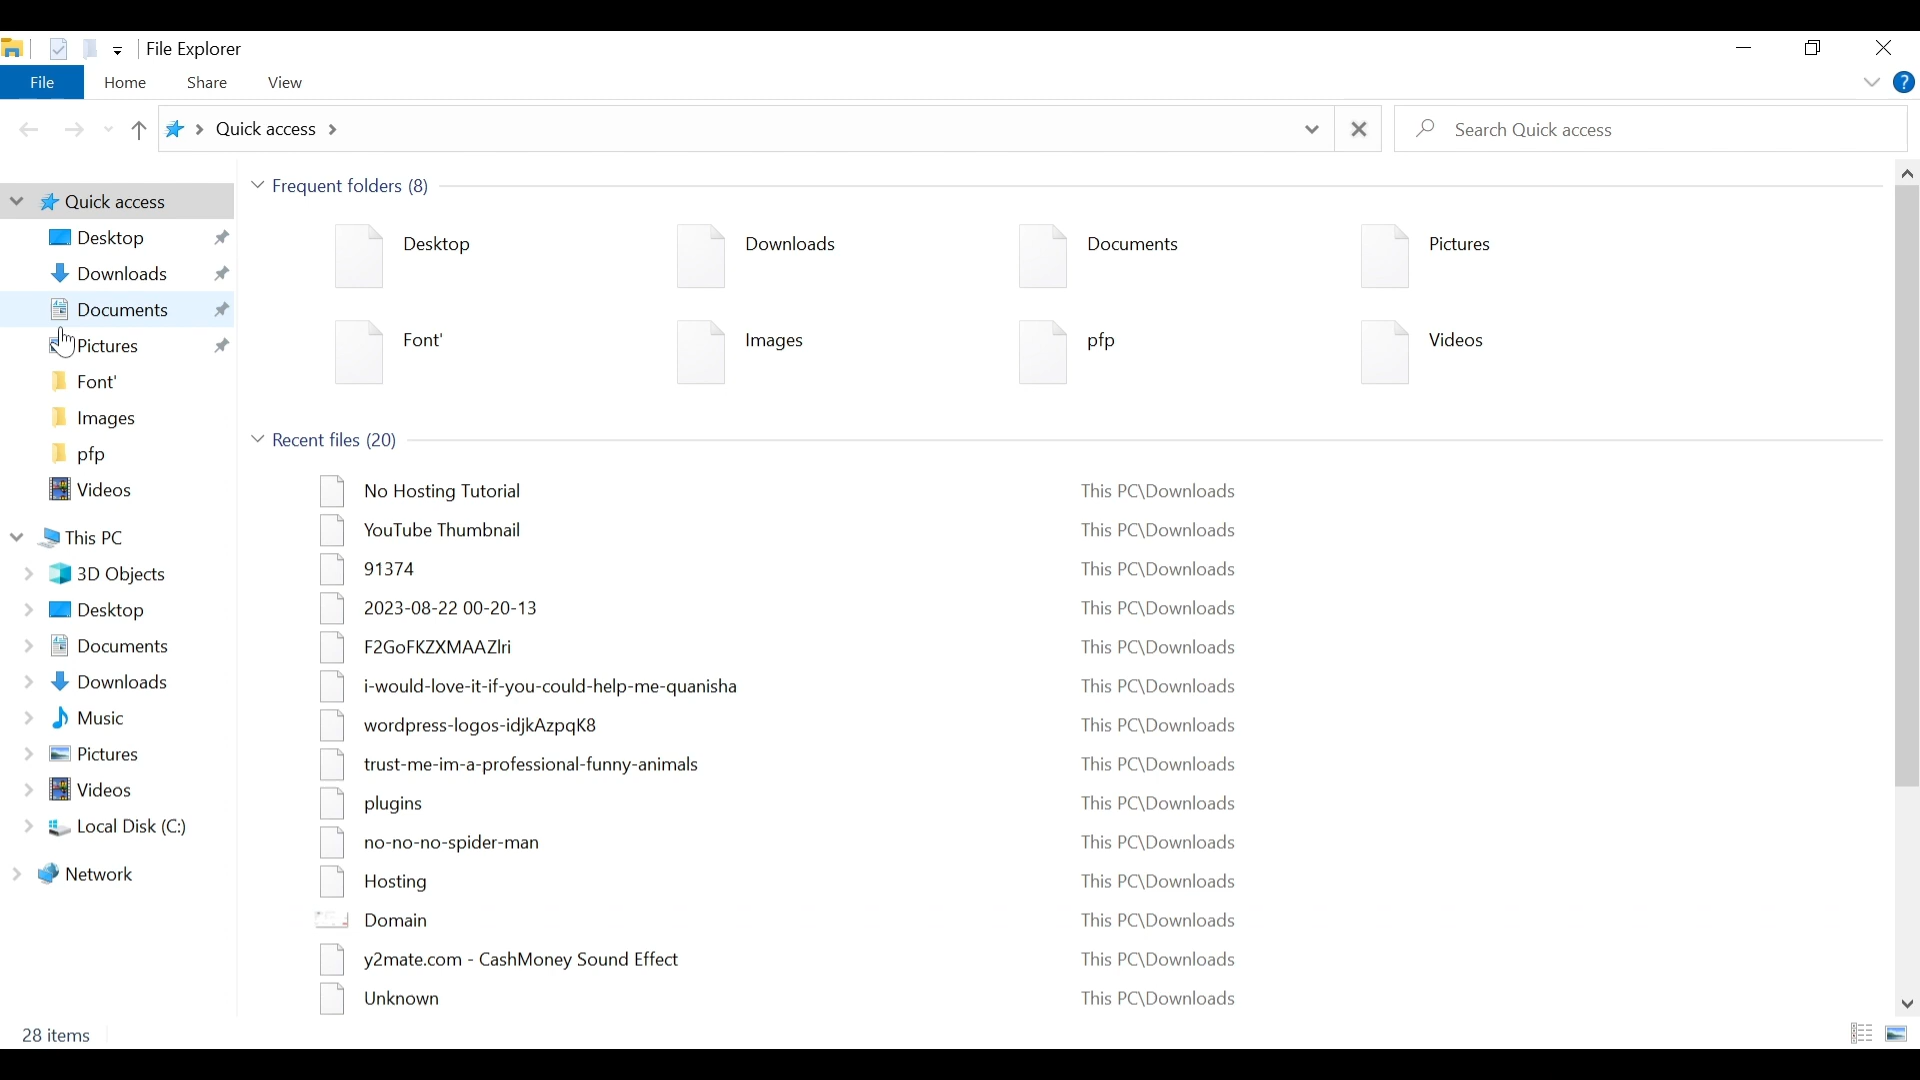 File Explorer
File Home Share View
Quick access
Search Quick access
Quick access
Desktop
Downloads
Documents
Pictures
Font'
Images
pfp
Videos
This PC
3D Objects
Desktop
Documents
Downloads
Music
Pictures
Videos
Local Disk (C:)
Network
Frequent folders (8)
Desktop Downloads Documents Pictures
Font' Images pfp Videos
Recent files (20)
No Hosting Tutorial This PC\Downloads
YouTube Thumbnail This PC\Downloads
91374 This PC\Downloads
2023-08-22 00-20-13 This PC\Downloads
F2GoFKZXMAAZlri This PC\Downloads
i-would-love-it-if-you-could-help-me-quanisha This PC\Downloads
wordpress-logos-idjkAzpqK8 This PC\Downloads
trust-me-im-a-professional-funny-animals This PC\Downloads
plugins This PC\Downloads
no-no-no-spider-man This PC\Downloads
Hosting This PC\Downloads
Domain This PC\Downloads
y2mate.com - CashMoney Sound Effect This PC\Downloads
Unknown This PC\Downloads
28 items